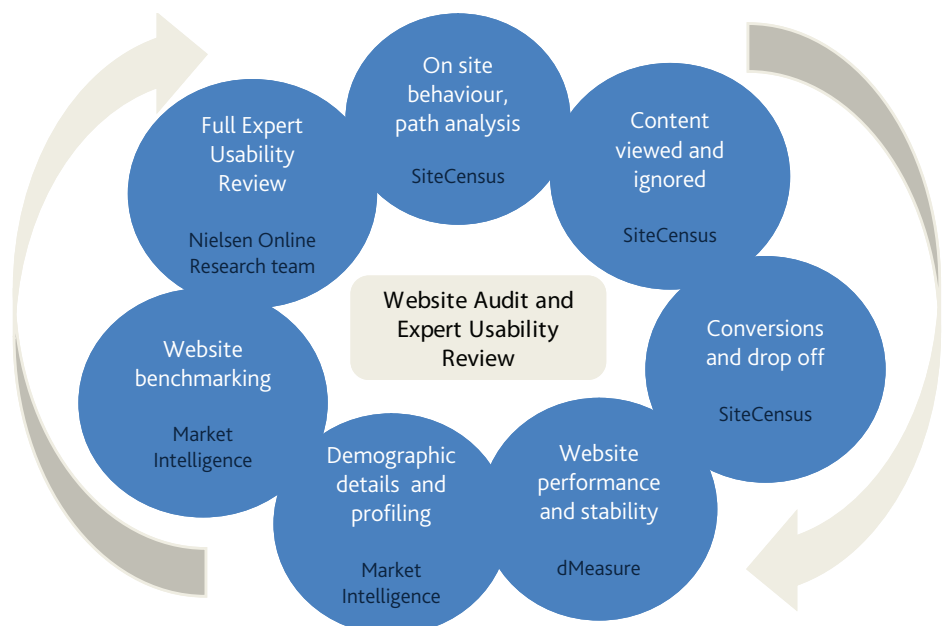 On site
behaviour,
path analysis
SiteCensus
Content
viewed and
ignored
SiteCensus
Conversions
and drop off
SiteCensus
Website
performance
and stability
dMeasure
Demographic
details and
profiling
Market
Intelligence
Website
benchmarking
Market
Intelligence
Full Expert
Usability
Review
Nielsen Online
Research team
Website Audit and
Expert Usability
Review